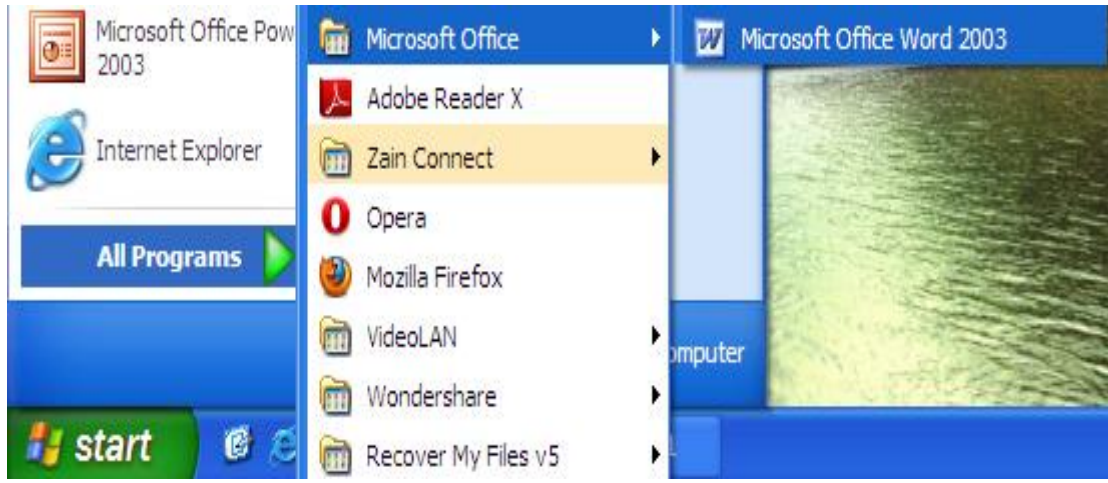 Microsoft Office Pow
2003
Internet Explorer
All Programs
start
Microsoft Office
Adobe Reader X
Zain Connect
Opera
Mozilla Firefox
VideoLAN
Wondershare
Recover My Files v5
Microsoft Office Word 2003
omputer